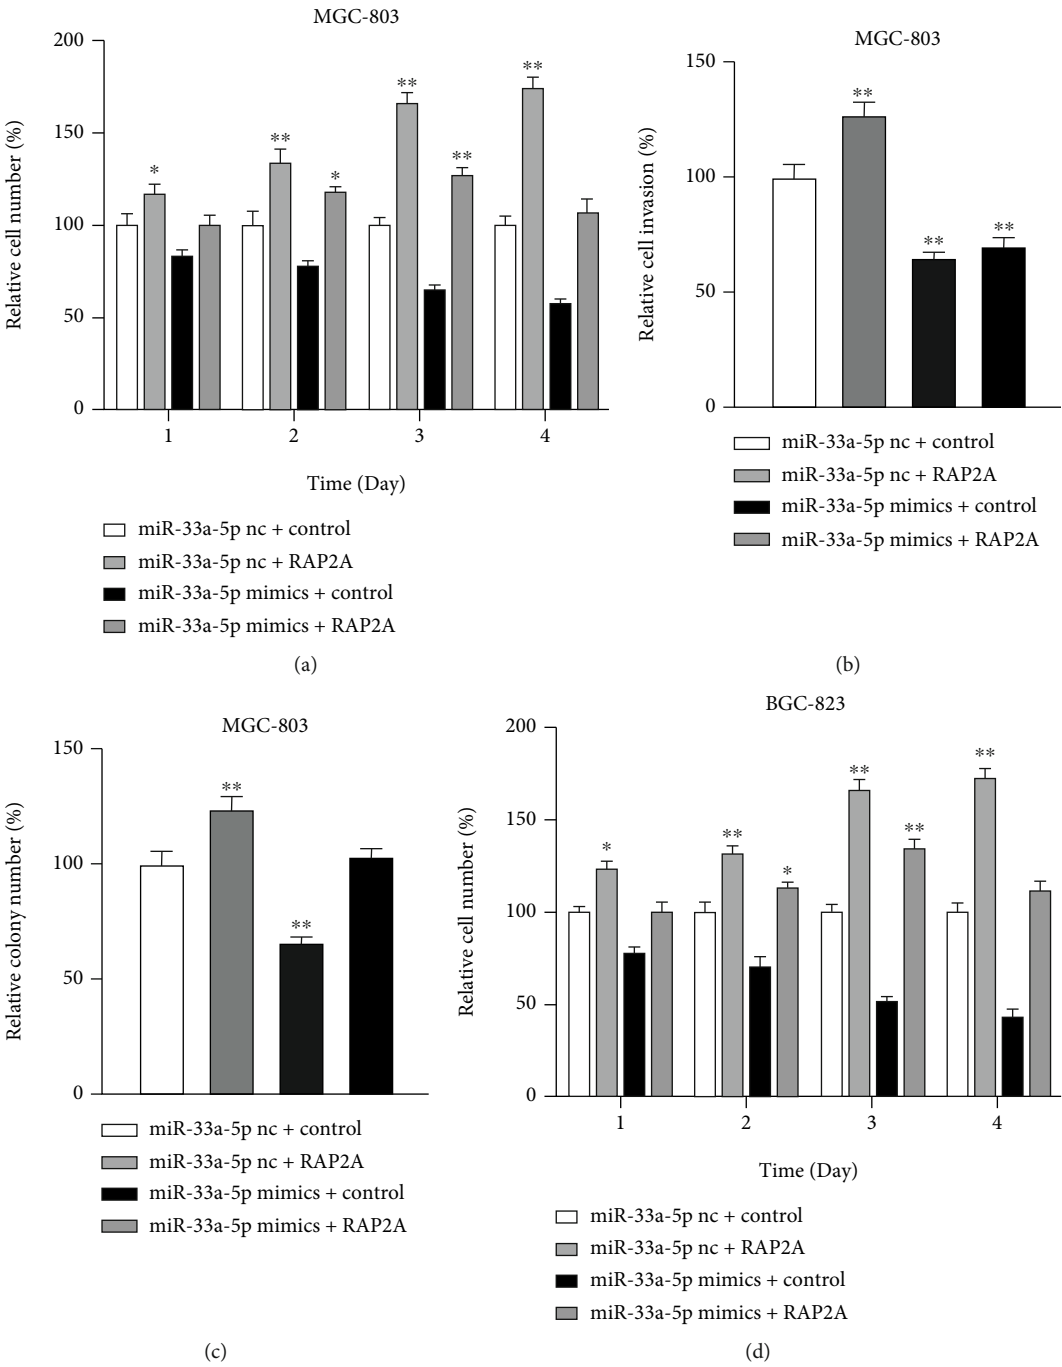 MGC-803
Relative cell number (%)
200
150
100
50
0
* ** ** **
* **
1 2 3 4
Time (Day)
miR-33a-5p nc + control
miR-33a-5p nc + RAP2A
miR-33a-5p mimics + control
miR-33a-5p mimics + RAP2A
(a)
MGC-803
Relative cell invasion (%)
150
100
50
0
** ** **
miR-33a-5p nc + control
miR-33a-5p nc + RAP2A
miR-33a-5p mimics + control
miR-33a-5p mimics + RAP2A
(b)
MGC-803
Relative colony number (%)
150
100
50
0
** **
miR-33a-5p nc + control
miR-33a-5p nc + RAP2A
miR-33a-5p mimics + control
miR-33a-5p mimics + RAP2A
(c)
BGC-823
Relative cell number (%)
200
150
100
50
0
* ** ** **
* **
1 2 3 4
Time (Day)
miR-33a-5p nc + control
miR-33a-5p nc + RAP2A
miR-33a-5p mimics + control
miR-33a-5p mimics + RAP2A
(d)